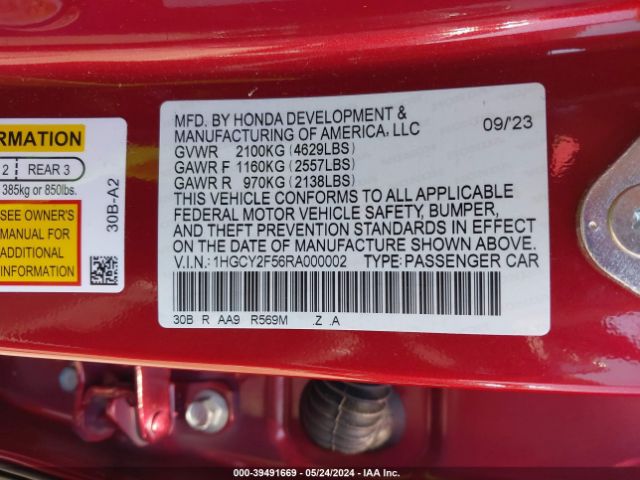 RMATION
2 REAR 3
385kg or 850lbs.
SEE OWNER'S
MANUAL FOR
ADDITIONAL
FORMATION
30B-A2
MFD. BY HONDA DEVELOPMENT &
MANUFACTURING OF AMERICA, LLC 09/'23
GVWR 2100KG (4629LBS)
GAWR F 1160KG (2557LBS)
GAWR R 970KG (2138LBS)
THIS VEHICLE CONFORMS TO ALL APPLICABLE
FEDERAL MOTOR VEHICLE SAFETY, BUMPER,
AND THEFT PREVENTION STANDARDS IN EFFECT
ON THE DATE OF MANUFACTURE SHOWN ABOVE.
V.I.N.: 1HGCY2F56RA000002 TYPE: PASSENGER CAR
30B R AA9 R569M .Z .A
000-39491669 - 05/24/2024 - IAA Inc.